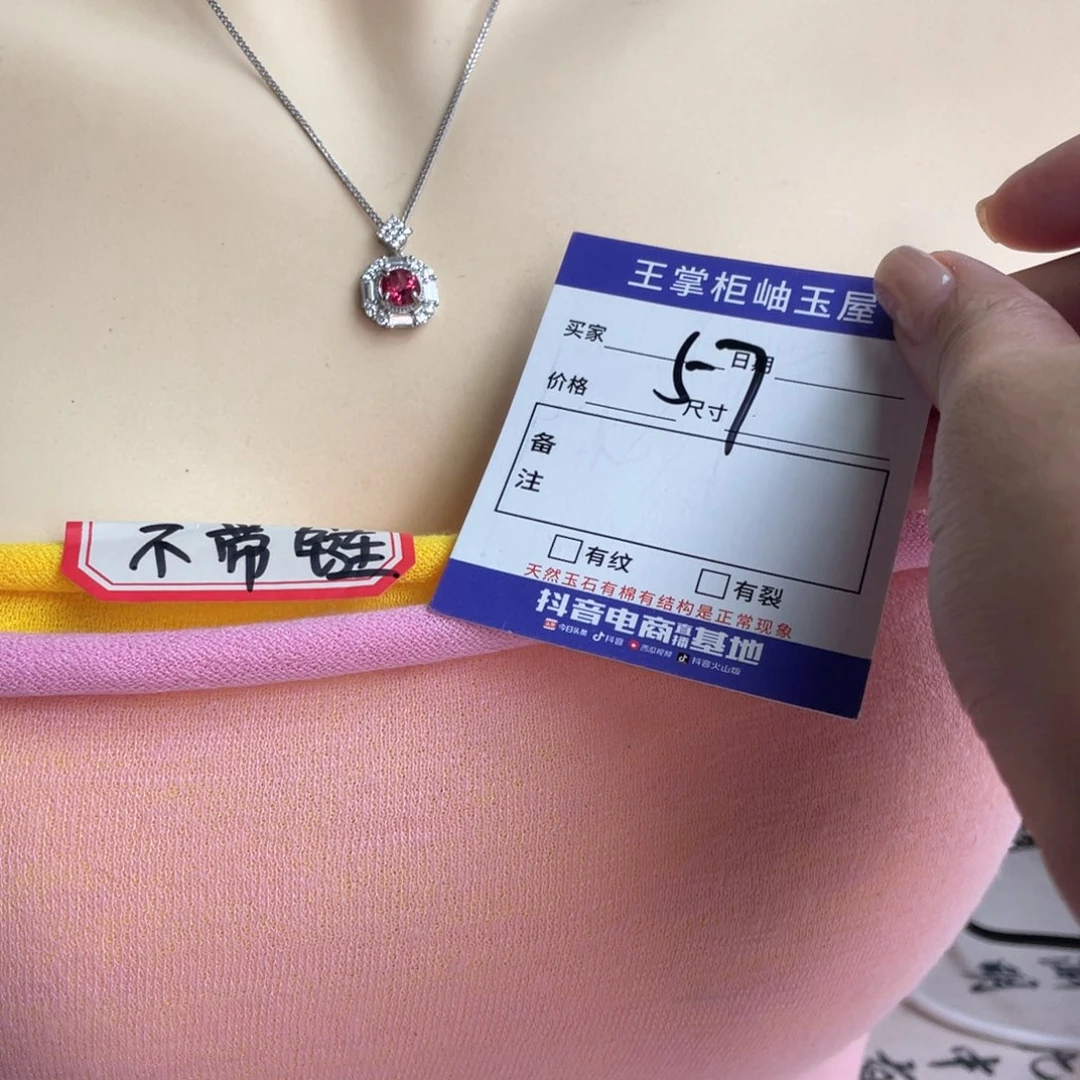 王掌柜岫玉屋
买家 日期
57
价格 尺寸
备
注
有纹 有裂
天然玉石有棉有结构是正常现象
抖音电商直播基地
今日头条 抖音 西瓜视频 抖音火山版
不带链